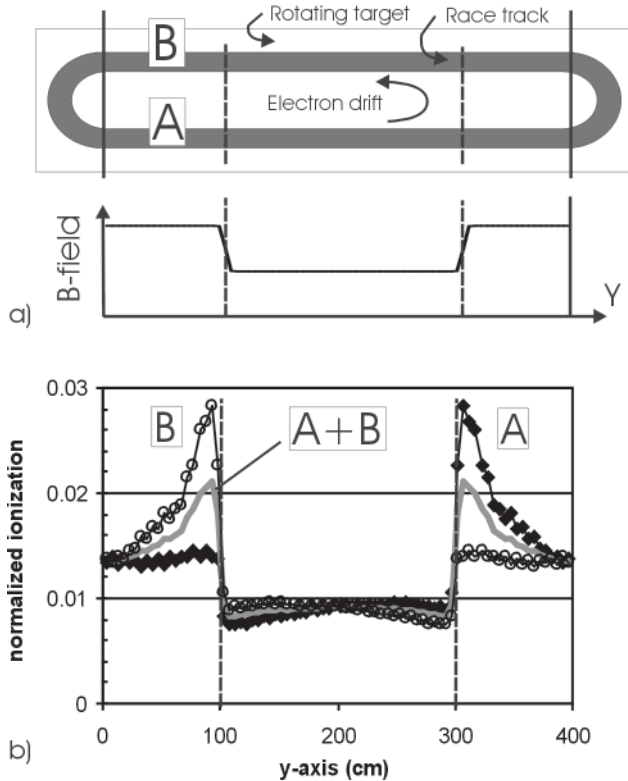 a)
B
Rotating target
Race track
Electron drift
A
B-field
Y
b)
normalized ionization
0.03
0.02
0.01
0
B
A+B
A
0
100
200
300
400
y-axis (cm)